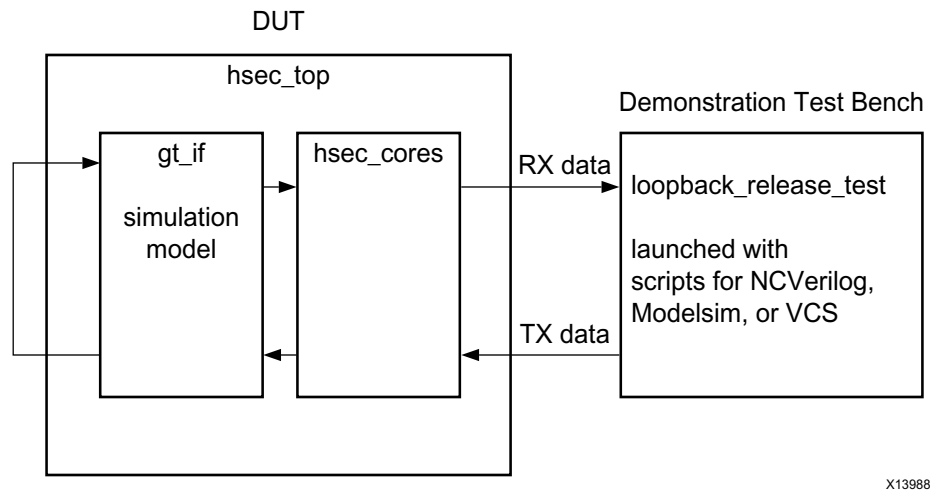 DUT
hsec_top
Demonstration Test Bench
gt_if
simulation
model
hsec_cores
RX data
TX data
loopback_release_test
launched with
scripts for NCVerilog,
Modelsim, or VCS
X13988